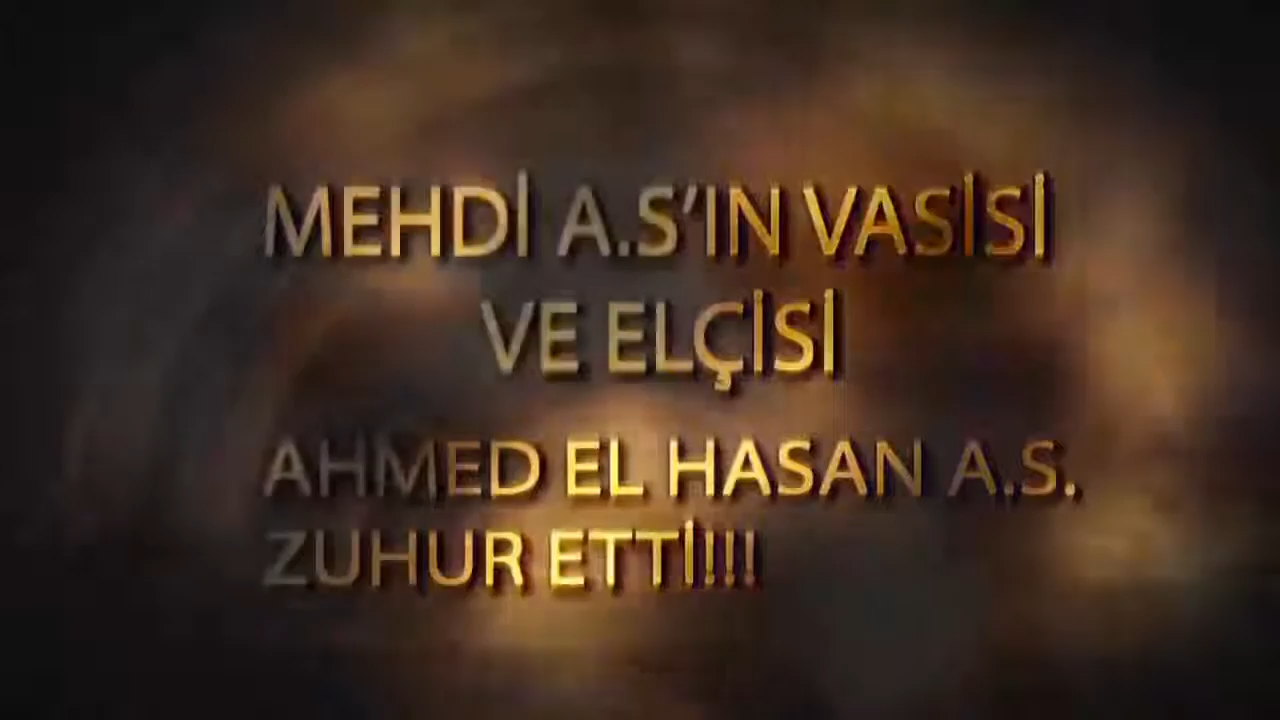 MEHDİ A.S'IN VASİSİ
VE ELÇİSİ
AHMED EL HASAN A.S.
ZUHUR ETTİ!!!